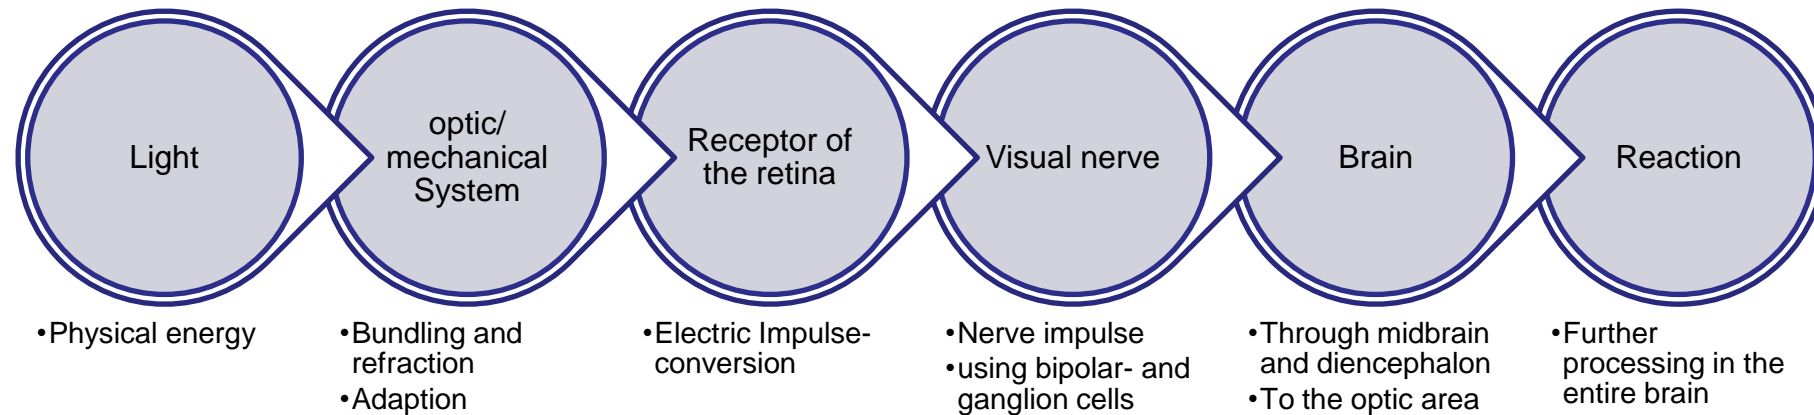 Light
optic/
mechanical
System
Receptor of
the retina
Visual nerve
Brain
Reaction
•Physical energy
•Bundling and
refraction
•Adaption
•Electric Impulse-
conversion
•Nerve impulse
•using bipolar- and
ganglion cells
•Through midbrain
and diencephalon
•To the optic area
•Further
processing in the
entire brain